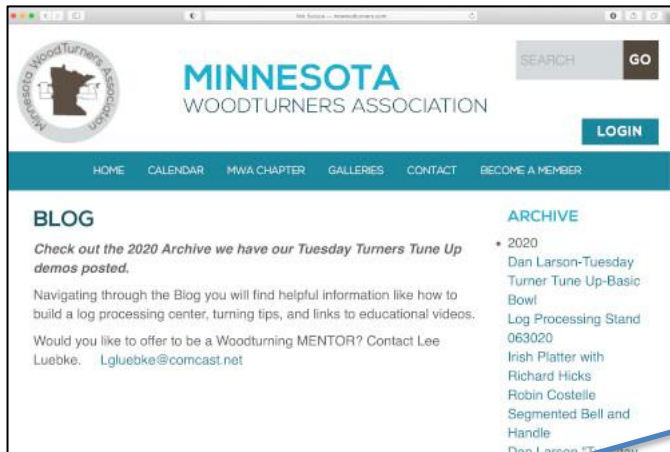 Minnesota WoodTurners Association
MINNESOTA
WOODTURNERS ASSOCIATION
SEARCH
GO
LOGIN
HOME CALENDAR MWA CHAPTER GALLERIES CONTACT BECOME A MEMBER
BLOG
Check out the 2020 Archive we have our Tuesday Turners Tune Up
demos posted.
Navigating through the Blog you will find helpful information like how to
build a log processing center, turning tips, and links to educational videos.
Would you like to offer to be a Woodturning MENTOR? Contact Lee
Luebke. Lgluebke@comcast.net
ARCHIVE
• 2020
Dan Larson-Tuesday
Turner Tune Up-Basic
Bowl
Log Processing Stand
063020
Irish Platter with
Richard Hicks
Robin Costelle
Segmented Bell and
Handle
Dan Larson